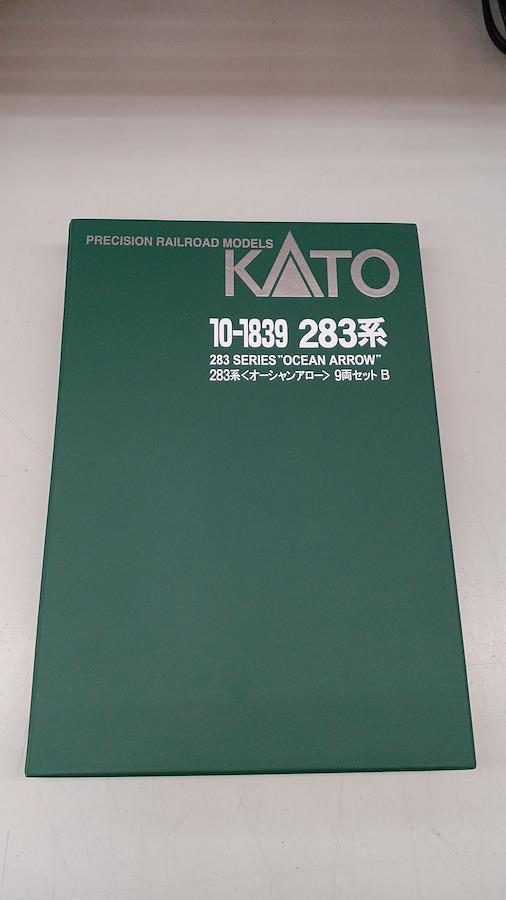 PRECISION RAILROAD MODELS
KATO
10-1839 283系
283 SERIES "OCEAN ARROW"
283系<オーシャンアロー> 9両セット B